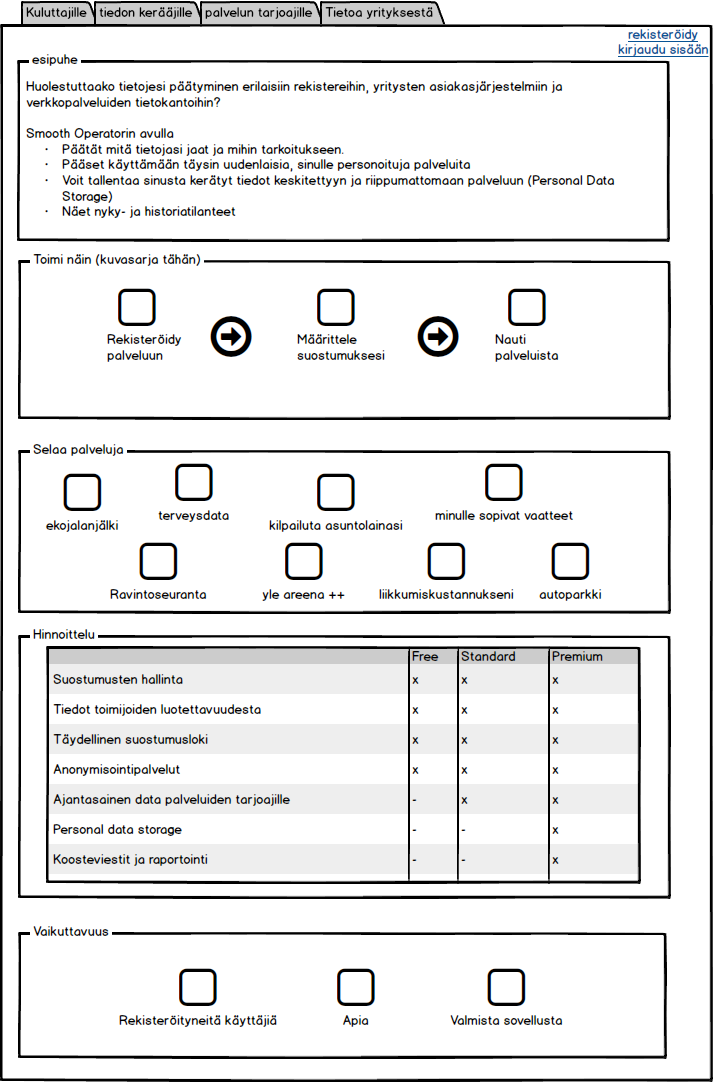 Kuluttajille tiedon kerääjille palvelun tarjoajille Tietoa yrityksestä
rekisteröidy
kirjaudu sisään
esipuhe
Huolestuttaako tietojesi päätyminen erilaisiin rekistereihin, yritysten asiakasjärjestelmiin ja
verkkopalveluiden tietokantoihin?
Smooth Operatorin avulla
· Päätät mitä tietojasi jaat ja mihin tarkoitukseen.
· Pääset käyttämään täysin uudenlaisia, sinulle personoituja palveluita
· Voit tallentaa sinusta kerätyt tiedot keskitettyyn ja riippumattomaan palveluun (Personal Data
Storage)
· Näet nyky- ja historiatilanteet
Toimi näin (kuvasarja tähän)
Rekisteröidy
palveluun
Määrittele
suostumuksesi
Nauti
palveluista
Selaa palveluja
ekojalanjälki
terveysdata
kilpailuta asuntolainasi
minulle sopivat vaatteet
Ravintoseuranta
yle areena ++
liikkumiskustannukseni
autoparkki
Hinnoittelu
Free Standard Premium
Suostumusten hallinta x x x
Tiedot toimijoiden luotettavuudesta x x x
Täydellinen suostumusloki x x x
Anonymisointipalvelut x x x
Ajantasainen data palveluiden tarjoajille - x x
Personal data storage - - x
Koosteviestit ja raportointi - - x
Vaikuttavuus
Rekisteröityneitä käyttäjiä
Apia
Valmista sovellusta